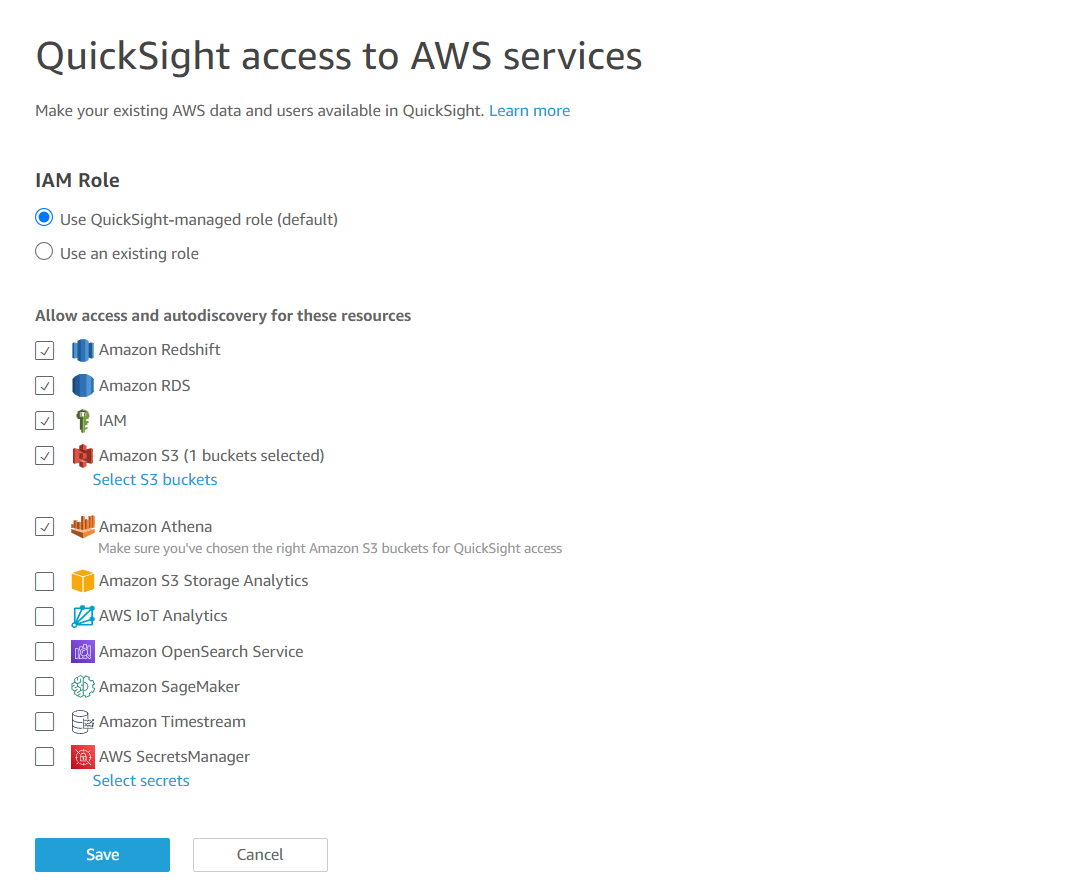 QuickSight access to AWS services
Make your existing AWS data and users available in QuickSight. Learn more
IAM Role
Use QuickSight-managed role (default)
Use an existing role
Allow access and autodiscovery for these resources
Amazon Redshift
Amazon RDS
IAM
Amazon S3 (1 buckets selected)
Select S3 buckets
Amazon Athena
Make sure you've chosen the right Amazon S3 buckets for QuickSight access
Amazon S3 Storage Analytics
AWS IoT Analytics
Amazon OpenSearch Service
Amazon SageMaker
Amazon Timestream
AWS SecretsManager
Select secrets
Save Cancel